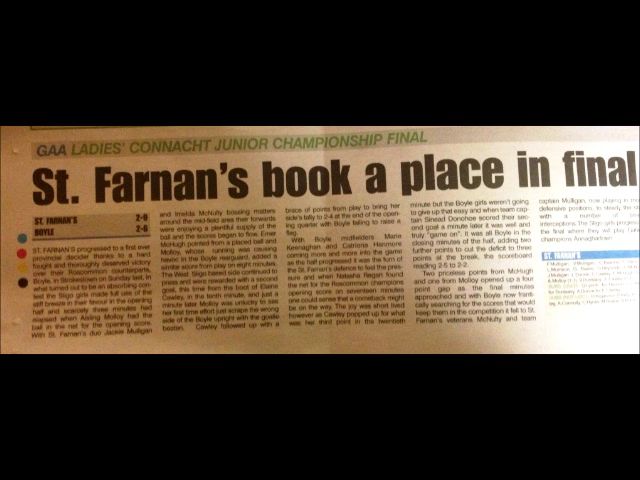 GAA LADIES' CONNACHT JUNIOR CHAMPIONSHIP FINAL
St. Farnan's book a place in final
ST. FARNAN'S 2-9
BOYLE 2-6
ST. FARNAN'S progressed to a first ever
provincial decider thanks to a hard
fought and thoroughly deserved victory
over their Roscommon counterparts,
Boyle, in Strokestown on Sunday last. In
what turned out to be an absorbing con-
test the Sligo girls made full use of the
stiff breeze in their favour in the opening
half and scarcely three minutes had
elapsed when Aisling Molloy had the
ball in the net for the opening score.
With St. Farnan's duo Jackie Mulligan
and Imelda McNulty bossing matters
around the mid-field area their forwards
were enjoying a plentiful supply of the
ball and the scores began to flow. Emer
McHugh pointed from a placed ball and
Molloy, whose running was causing
havoc in the Boyle rearguard, added a
similar score from play on eight minutes.
The West Sligo based side continued to
press and were rewarded with a second
goal, this time from the boot of Elaine
Cawley, in the tenth minute, and just a
minute later Molloy was unlucky to see
her first time effort just scrape the wrong
side of the Boyle upright with the goalie
beaten. Cawley followed up with a
brace of points from play to bring her
side's tally to 2-4 at the end of the open-
ing quarter with Boyle failing to raise a
flag.
With Boyle midfielders Marie
Kerenaghan and Catriona Hanmore
coming more and more into the game
as the half progressed it was the turn of
the St. Farnan's defence to feel the pres-
sure and when Natasha Regan found
the net for the Roscommon champions
opening score on seventeen minutes
one could sense that a comeback might
be on the way. The joy was short lived
however as Cawley popped up for what
was her third point in the twentieth
minute but the Boyle girls weren't going
to give up that easy and when team cap-
tain Sinead Donohoe scored their sec-
ond goal a minute later it was well and
truly "game on". It was all Boyle in the
closing minutes of the half, adding two
further points to cut the deficit to three
points at the break, the scoreboard
reading 2-5 to 2-2.
Two priceless points from McHugh
and one from Molloy opened up a four
point gap as the final minutes
approached and with Boyle now frant-
ically searching for the scores that would
keep them in the competition it fell to St.
Farnan's veterans, McNulty and team
captain Mulligan, now playing in more
defensive positions, to steady the
with a number of
interceptions. The Sligo girls progress
the final where they will play
champions Annaghadown.
ST. FARNAN'S